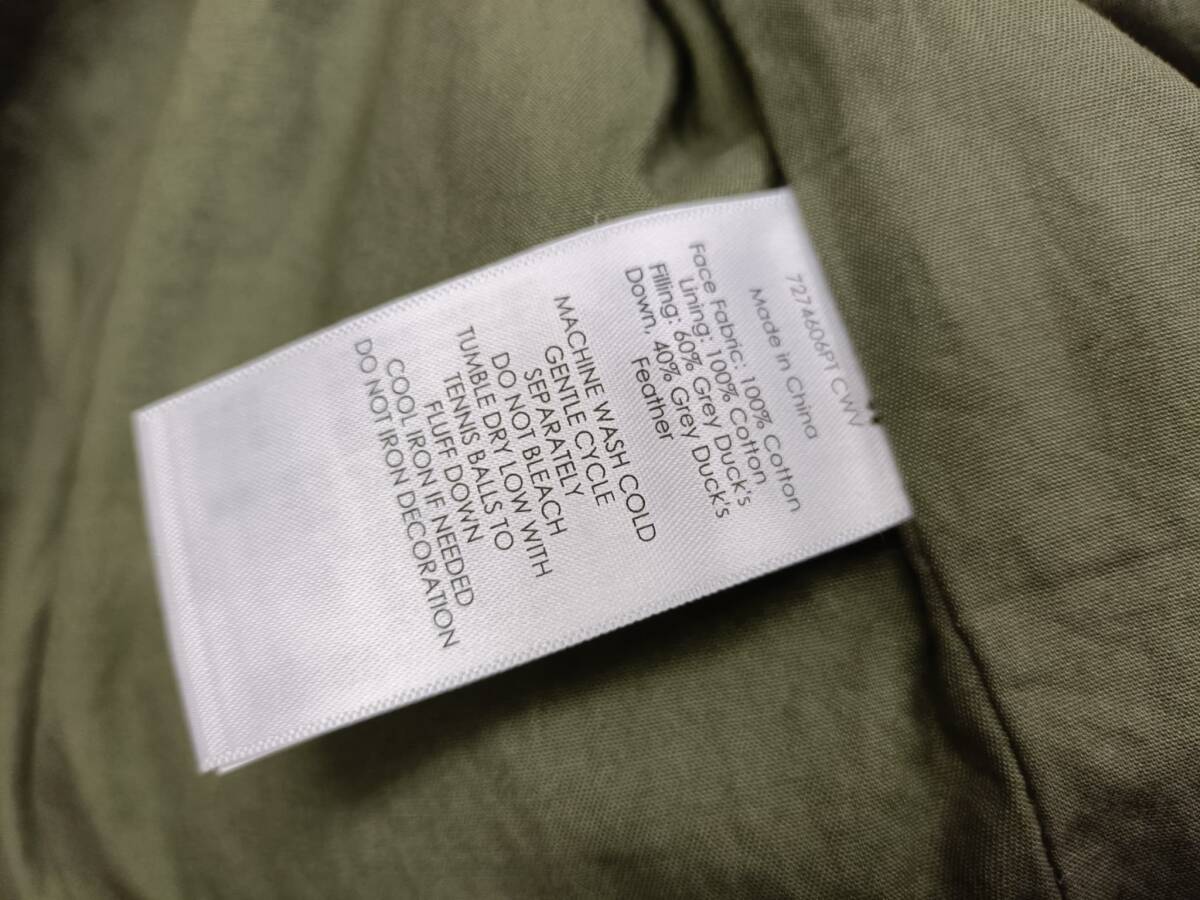 7274606PT CWV
Made in China
Face Fabric: 100% Cotton
Lining: 100% Cotton
Filling: 60% Grey Duck's
Down, 40% Grey Duck's
Feather
MACHINE WASH COLD
GENTLE CYCLE
SEPARATELY
DO NOT BLEACH
TUMBLE DRY LOW WITH
TENNIS BALLS TO
FLUFF DOWN
COOL IRON IF NEEDED
DO NOT IRON DECORATION